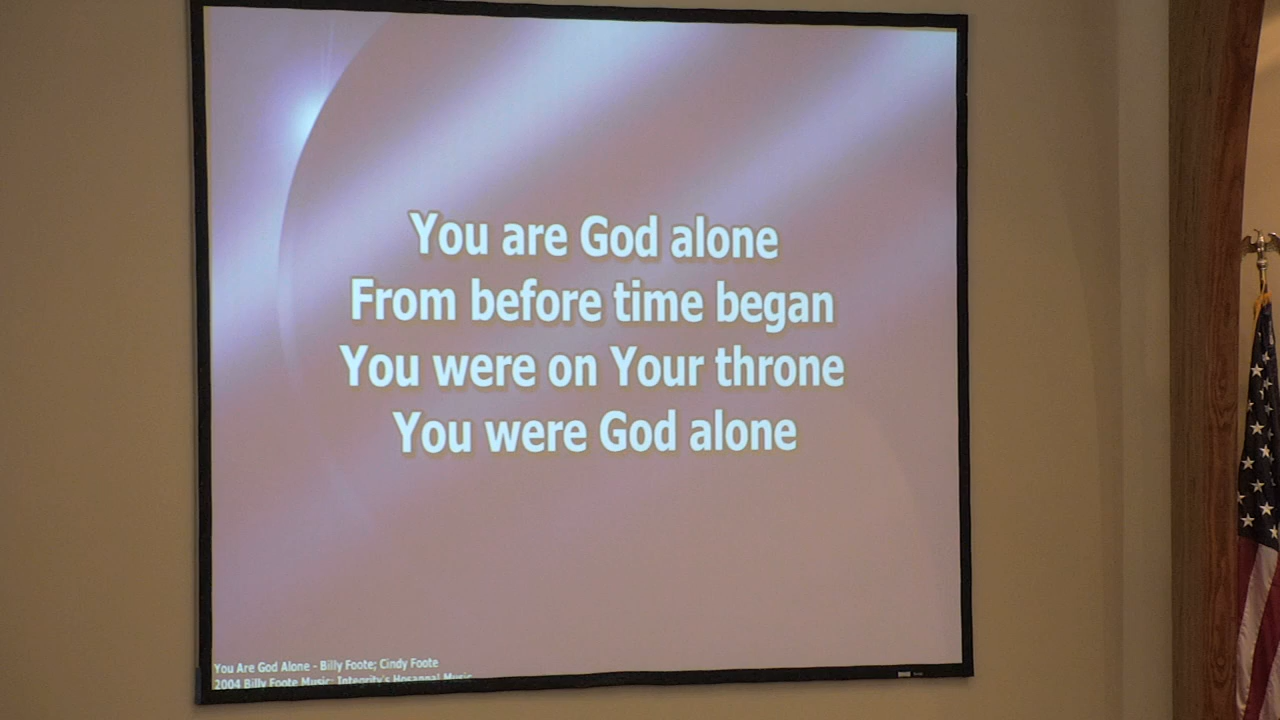 You are God alone
From before time began
You were on Your throne
You were God alone
You Are God Alone - Billy Foote; Cindy Foote
2004 Billy Foote Music; Integrity's Hosanna! Music